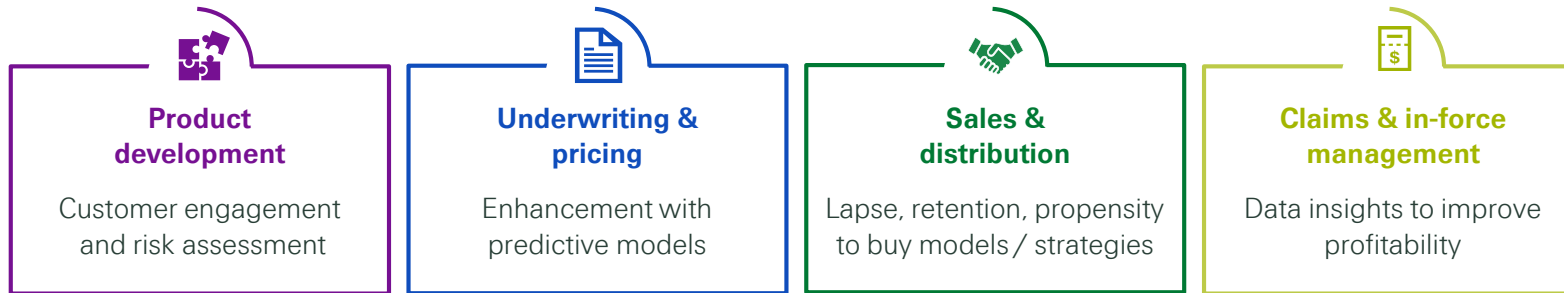 Product
development
Customer engagement
and risk assessment
Underwriting &
pricing
Enhancement with
predictive models
Sales &
distribution
Lapse, retention, propensity
to buy models / strategies
$
Claims & in-force
management
Data insights to improve
profitability